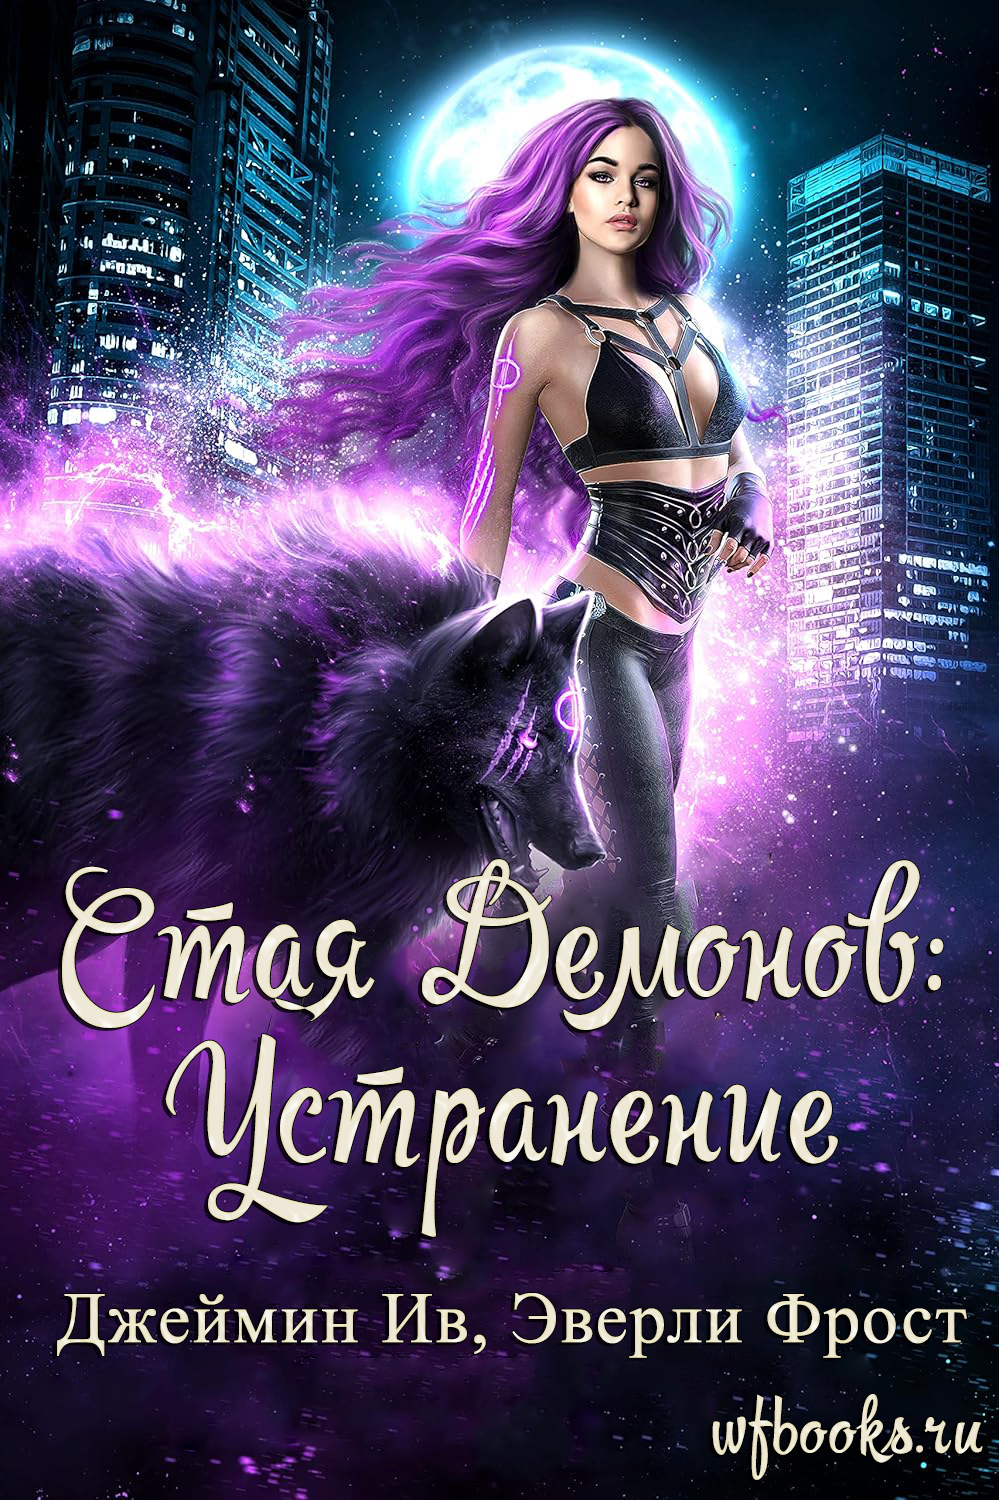 Стая Демонов:
Устранение
Джеймин Ив, Эверли Фрост
wfbooks.ru